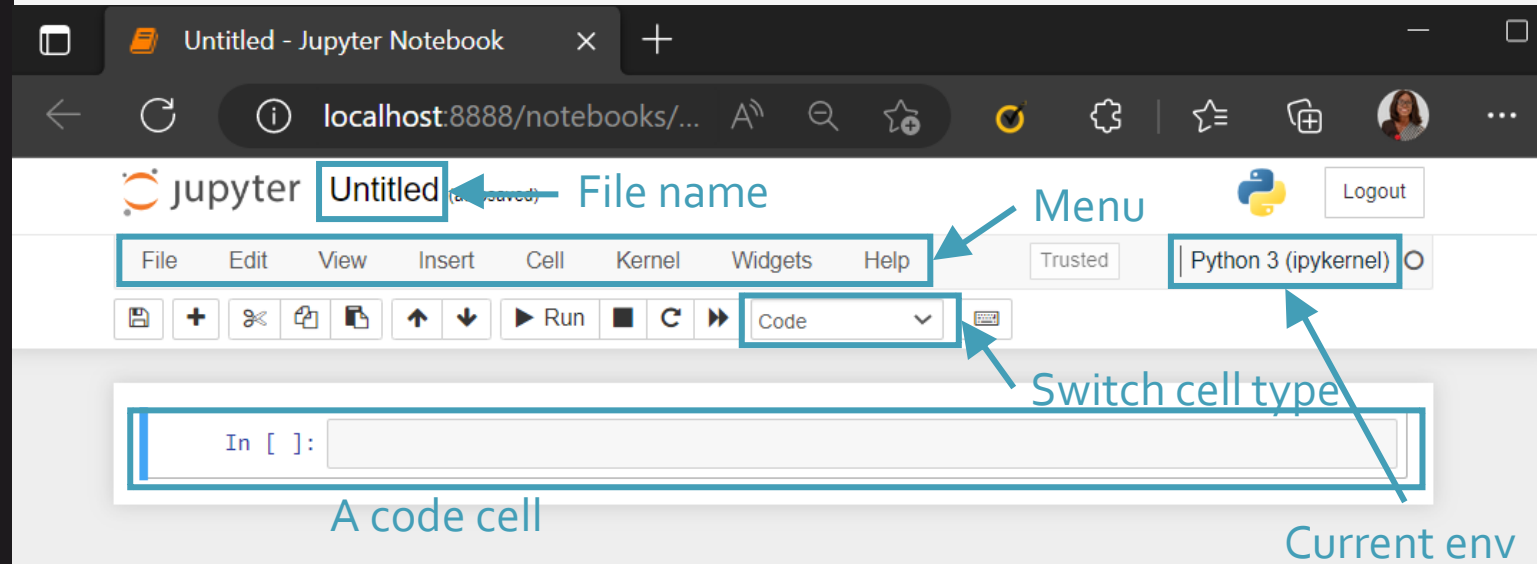 Untitled - Jupyter Notebook
localhost:8888/notebooks/...
jupyter Untitled File name
Menu
Logout
File Edit View Insert Cell Kernel Widgets Help Trusted Python 3 (ipykernel)
Run Code
Switch cell type
In [ ]:
A code cell
Current env